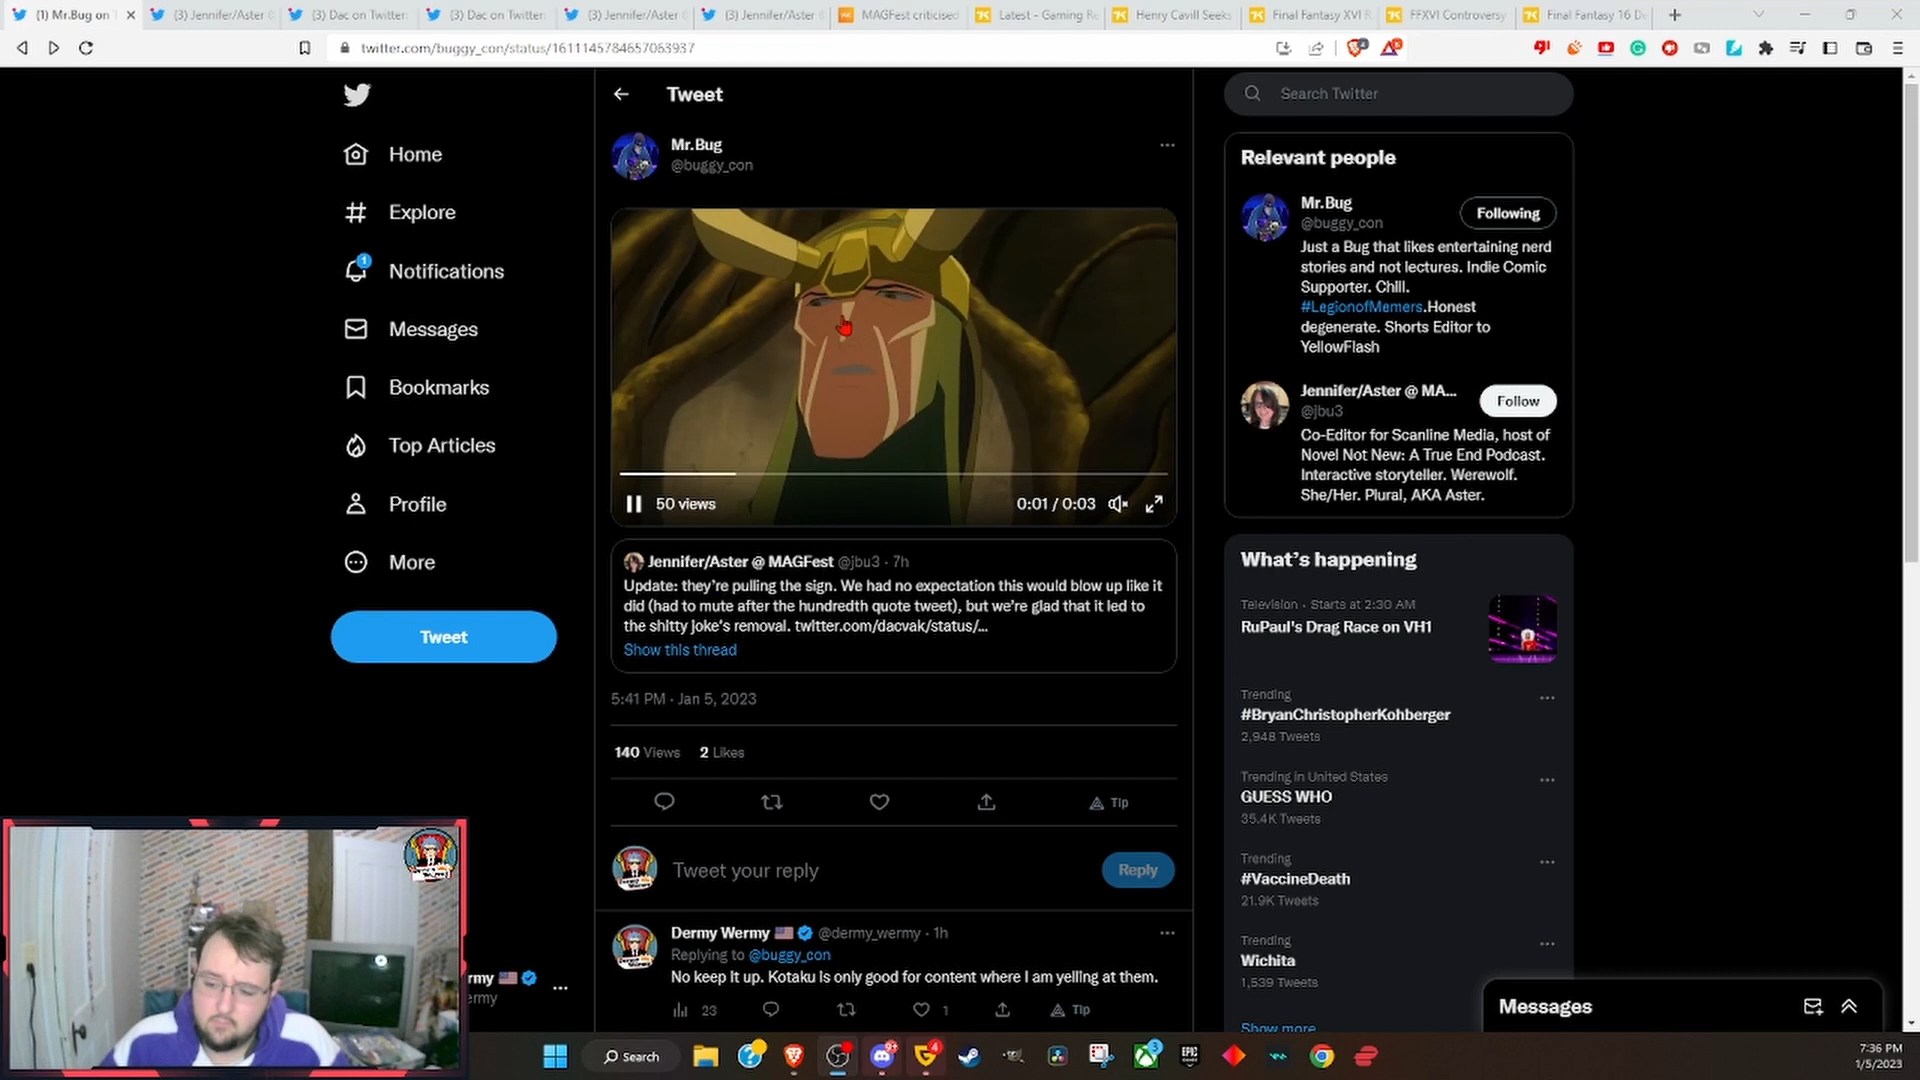 (1) Mr.Bug on T
(3) Jennifer/Aster @
(3) Dac on Twitter:
(3) Dac on Twitter:
(3) Jennifer/Aster @
(3) Jennifer/Aster @
MAGFest criticised
Latest - Gaming Re
Henry Cavill Seeks
Final Fantasy XVI R
FFXVI Controversy
Final Fantasy 16 De
twitter.com/buggy_con/status/1611145784657063937
Home
Explore
1
Notifications
Messages
Bookmarks
Top Articles
Profile
More
Tweet
Tweet
Mr.Bug
@buggy_con
50 views
0:01 / 0:03
Jennifer/Aster @ MAGFest @jbu3 · 7h
Update: they're pulling the sign. We had no expectation this would blow up like it
did (had to mute after the hundredth quote tweet), but we're glad that it led to
the shitty joke's removal. twitter.com/dacvak/status/...
Show this thread
5:41 PM · Jan 5, 2023
140 Views 2 Likes
Tip
Tweet your reply
Reply
Dermy Wermy @dermy_wermy · 1h
Replying to @buggy_con
No keep it up. Kotaku is only good for content where I am yelling at them.
23
1
Tip
Search Twitter
Relevant people
Mr.Bug
@buggy_con
Following
Just a Bug that likes entertaining nerd
stories and not lectures. Indie Comic
Supporter. Chill.
#LegionofMemers.Honest
degenerate. Shorts Editor to
YellowFlash
Jennifer/Aster @ MA...
@jbu3
Follow
Co-Editor for Scanline Media, host of
Novel Not New: A True End Podcast.
Interactive storyteller. Werewolf.
She/Her. Plural, AKA Aster.
What's happening
Television · Starts at 2:30 AM
RuPaul's Drag Race on VH1
Trending
#BryanChristopherKohberger
2,948 Tweets
Trending in United States
GUESS WHO
35.4K Tweets
Trending
#VaccineDeath
21.9K Tweets
Trending
Wichita
1,539 Tweets
Show more
Messages
rmy
ermy
Search
7:36 PM
1/5/2023